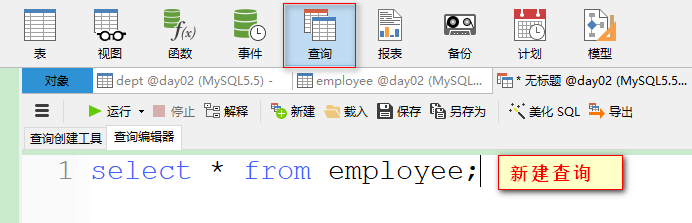 表 视图 函数 事件 查询 报表 备份 计划 模型
对象 dept @day02 (MySQL5.5) - employee @day02 (MySQL... * 无标题 @day02 (MySQL5.5...
运行 停止 解释 新建 载入 保存 另存为 美化 SQL 导出
查询创建工具 查询编辑器
1 select * from employee; 新建查询